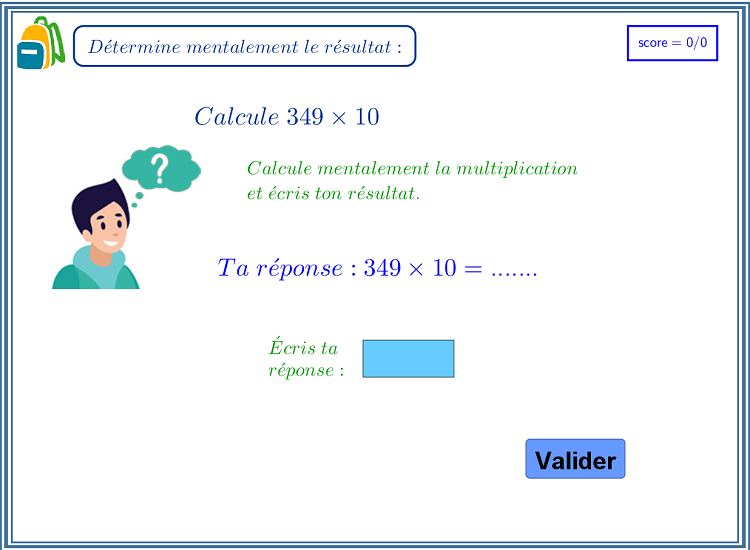 Détermine mentalement le résultat :
score = 0/0
Calcule 349 × 10
?
Calcule mentalement la multiplication
et écris ton résultat.
Ta réponse : 349 × 10 = .......
Écris ta
réponse :
Valider